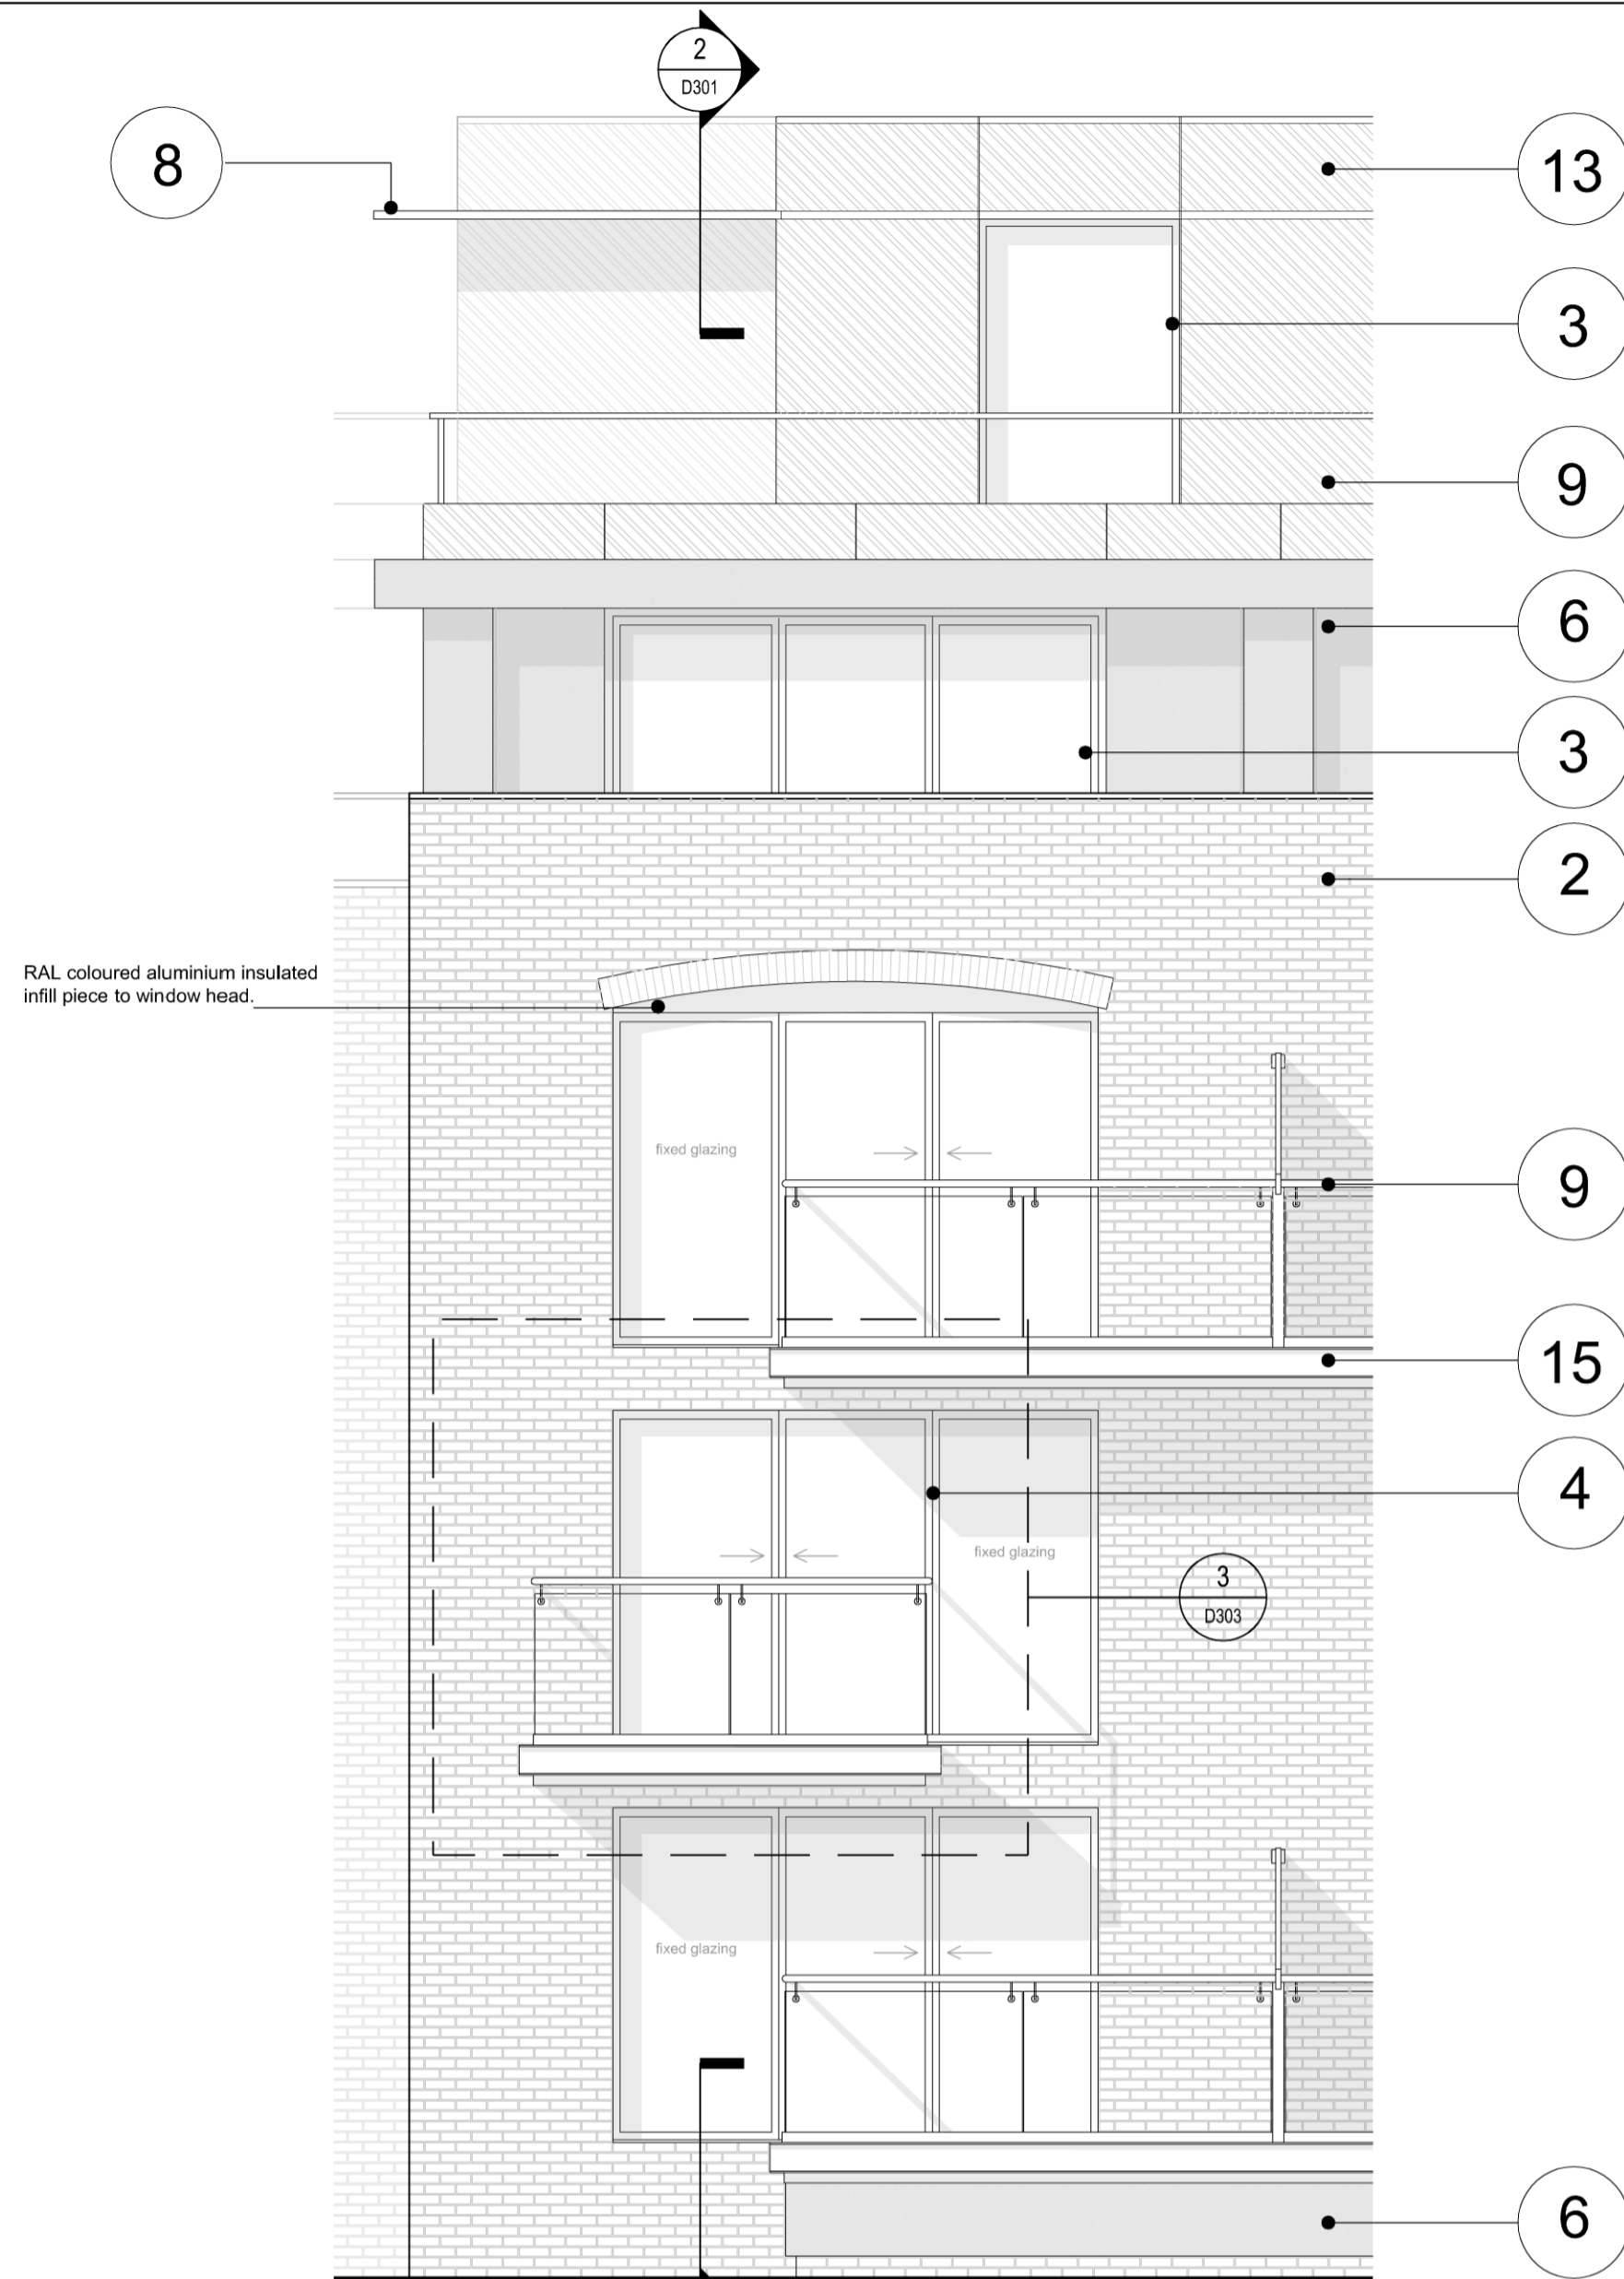 2
D301
8
13
3
9
6
3
2
RAL coloured aluminium insulated
infill piece to window head.
fixed glazing
9
15
4
fixed glazing
3
D303
fixed glazing
6